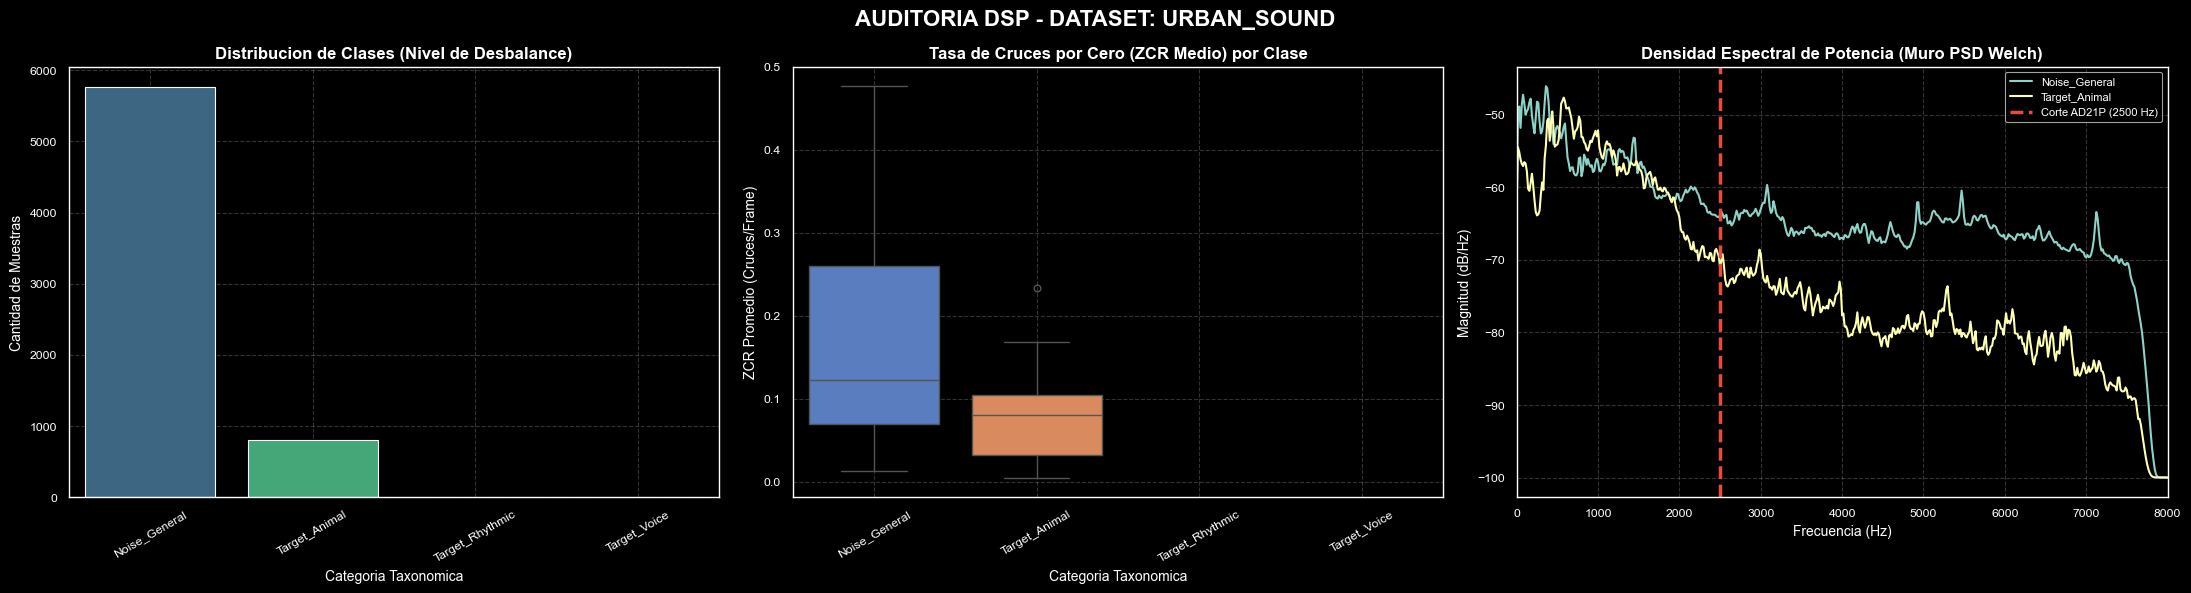 AUDITORIA DSP - DATASET: URBAN_SOUND
Distribucion de Clases (Nivel de Desbalance)
Cantidad de Muestras
6000
5000
4000
3000
2000
1000
0
Noise_General
Target_Animal
Target_Rhythmic
Target_Voice
Categoria Taxonomica
Tasa de Cruces por Cero (ZCR Medio) por Clase
ZCR Promedio (Cruces/Frame)
0.5
0.4
0.3
0.2
0.1
0.0
Noise_General
Target_Animal
Target_Rhythmic
Target_Voice
Categoria Taxonomica
Densidad Espectral de Potencia (Muro PSD Welch)
Noise_General
Target_Animal
Corte AD21P (2500 Hz)
Magnitud (dB/Hz)
−50
−60
−70
−80
−90
−100
0
1000
2000
3000
4000
5000
6000
7000
8000
Frecuencia (Hz)